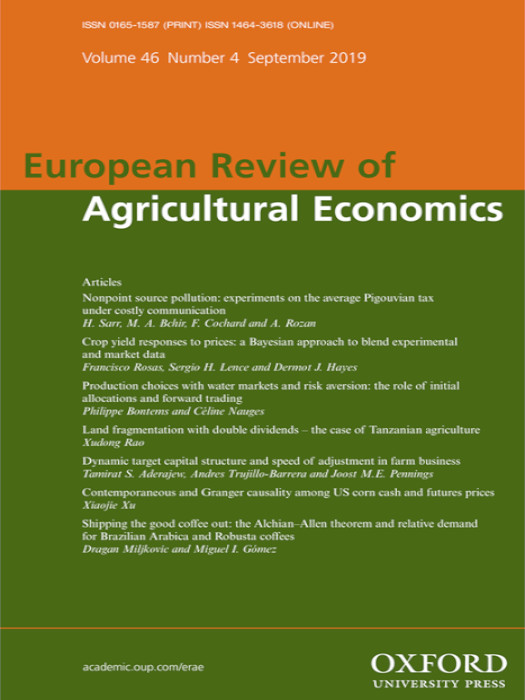 ISSN 0165-1587 (PRINT) ISSN 1464-3618 (ONLINE)
Volume 46 Number 4 September 2019
European Review of
Agricultural Economics
Articles
Nonpoint source pollution: experiments on the average Pigouvian tax
under costly communication
H. Sarr, M. A. Bchir, F. Cochard and A. Rozan
Crop yield responses to prices: a Bayesian approach to blend experimental
and market data
Francisco Rosas, Sergio H. Lence and Dermot J. Hayes
Production choices with water markets and risk aversion: the role of initial
allocations and forward trading
Philippe Bontems and Céline Nauges
Land fragmentation with double dividends – the case of Tanzanian agriculture
Xudong Rao
Dynamic target capital structure and speed of adjustment in farm business
Tamirat S. Aderajew, Andres Trujillo-Barrera and Joost M.E. Pennings
Contemporaneous and Granger causality among US corn cash and futures prices
Xiaojie Xu
Shipping the good coffee out: the Alchian–Allen theorem and relative demand
for Brazilian Arabica and Robusta coffees
Dragan Miljkovic and Miguel I. Gómez
academic.oup.com/erae
OXFORD
UNIVERSITY PRESS